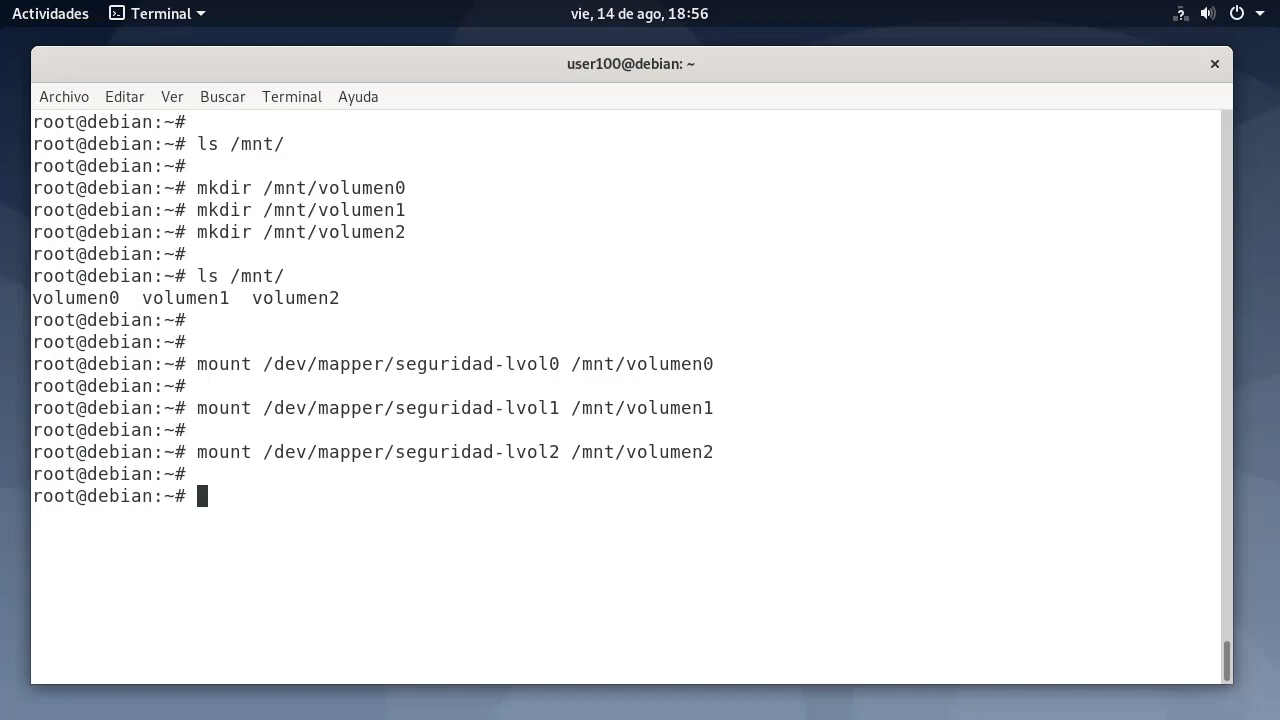 Actividades Terminal vie, 14 de ago, 18:56 ?
user100@debian: ~ ×
Archivo Editar Ver Buscar Terminal Ayuda
root@debian:~#
root@debian:~# ls /mnt/
root@debian:~#
root@debian:~# mkdir /mnt/volumen0
root@debian:~# mkdir /mnt/volumen1
root@debian:~# mkdir /mnt/volumen2
root@debian:~#
root@debian:~# ls /mnt/
volumen0  volumen1  volumen2
root@debian:~#
root@debian:~#
root@debian:~# mount /dev/mapper/seguridad-lvol0 /mnt/volumen0
root@debian:~#
root@debian:~# mount /dev/mapper/seguridad-lvol1 /mnt/volumen1
root@debian:~#
root@debian:~# mount /dev/mapper/seguridad-lvol2 /mnt/volumen2
root@debian:~#
root@debian:~#